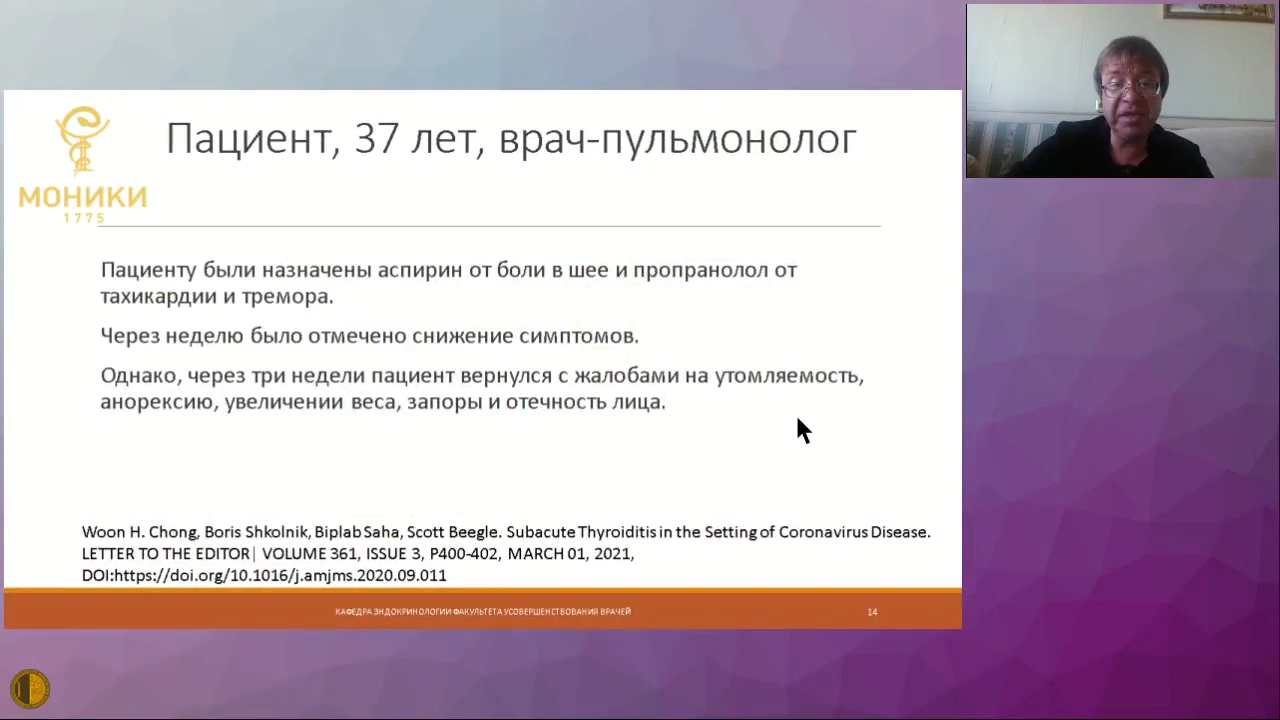 Пациент, 37 лет, врач-пульмонолог
МОНИКИ
1775
Пациенту были назначены аспирин от боли в шее и пропранолол от
тахикардии и тремора.
Через неделю было отмечено снижение симптомов.
Однако, через три недели пациент вернулся с жалобами на утомляемость,
анорексию, увеличении веса, запоры и отечность лица.
Woon H. Chong, Boris Shkolnik, Biplab Saha, Scott Beegle. Subacute Thyroiditis in the Setting of Coronavirus Disease.
LETTER TO THE EDITOR| VOLUME 361, ISSUE 3, P400-402, MARCH 01, 2021,
DOI:https://doi.org/10.1016/j.amjms.2020.09.011
КАФЕДРА ЭНДОКРИНОЛОГИИ ФАКУЛЬТЕТА УСОВЕРШЕНСТВОВАНИЯ ВРАЧЕЙ
14